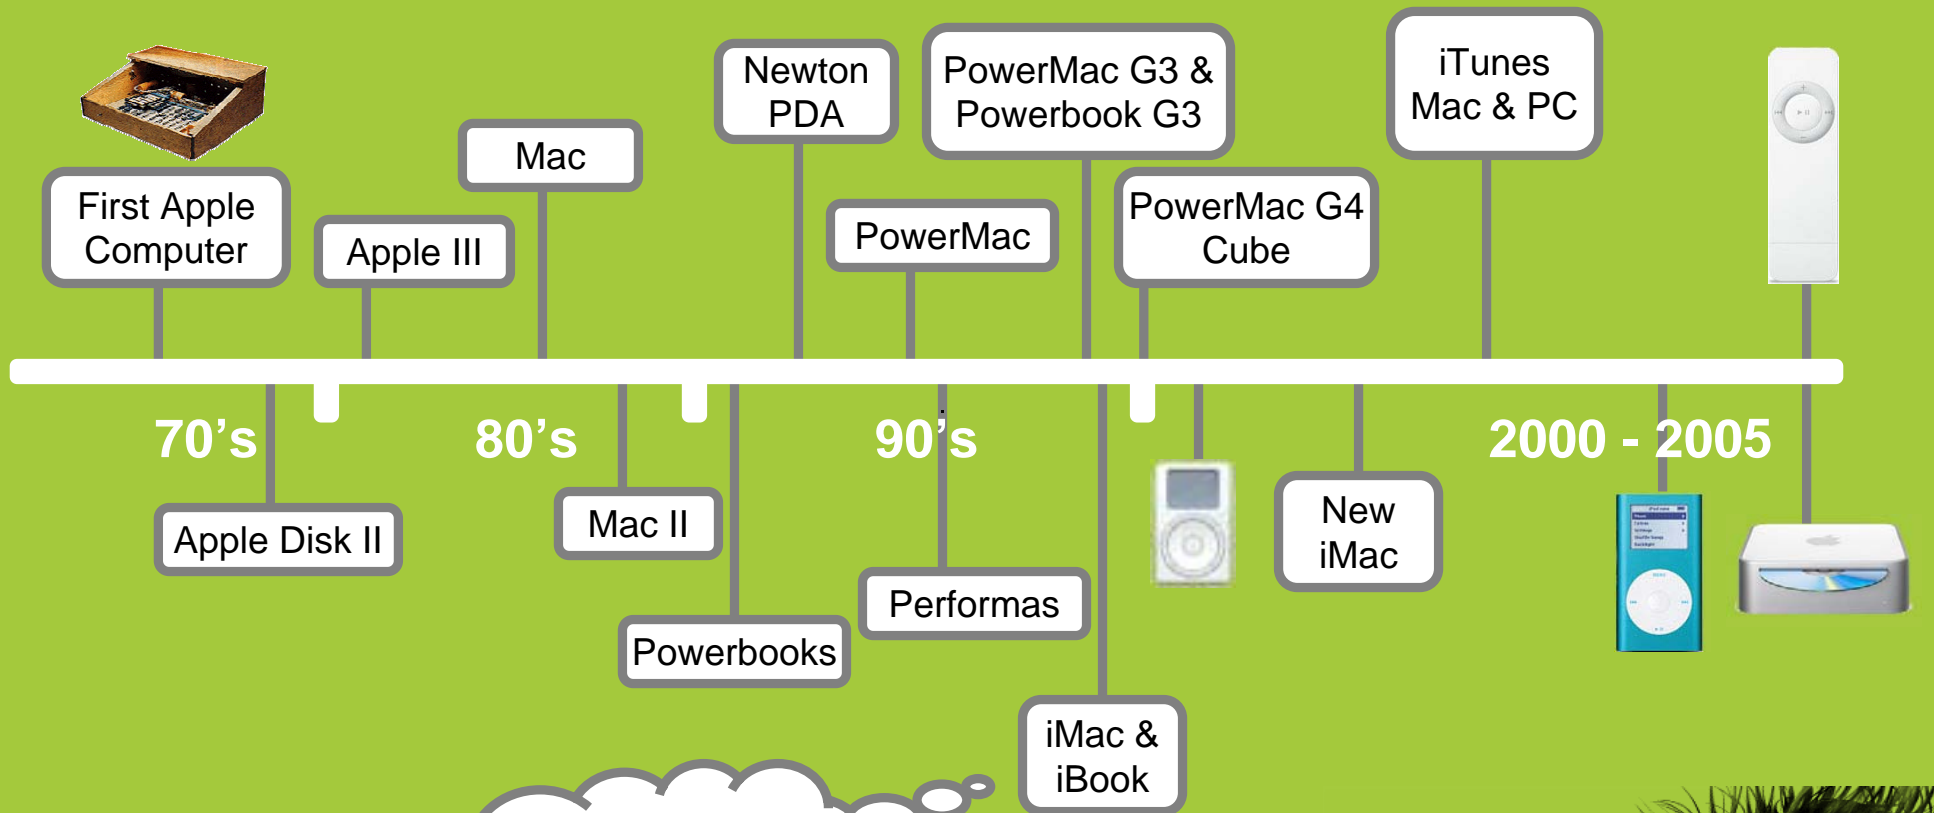 First Apple
Computer
Apple III
Mac
Newton
PDA
PowerMac
PowerMac G3 &
Powerbook G3
PowerMac G4
Cube
iTunes
Mac & PC
70’s
80’s
90’s
2000 - 2005
Apple Disk II
Mac II
Powerbooks
Performas
iMac &
iBook
New
iMac